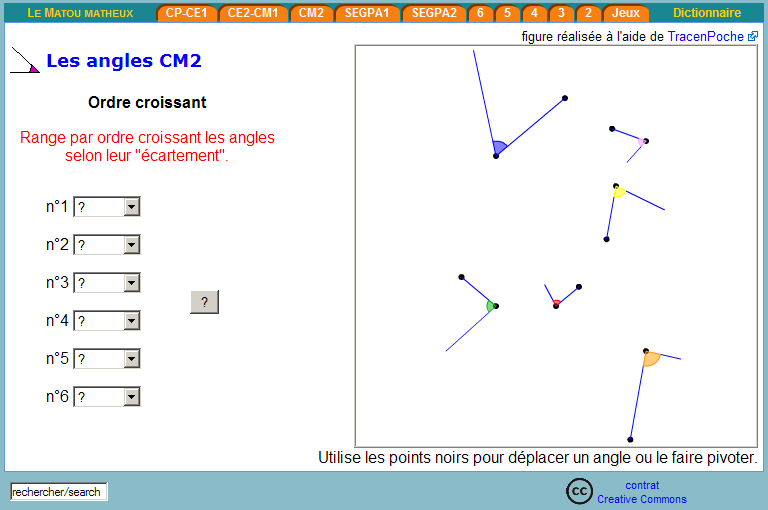 LE MATOU MATHEUX CP-CE1 CE2-CM1 CM2 SEGPA1 SEGPA2 6 5 4 3 2 Jeux Dictionnaire
figure réalisée à l'aide de TracenPoche
Les angles CM2
Ordre croissant
Range par ordre croissant les angles
selon leur "écartement".
n°1 ?
n°2 ?
n°3 ?
?
n°4 ?
n°5 ?
n°6 ?
Utilise les points noirs pour déplacer un angle ou le faire pivoter.
rechercher/search
cc
contrat
Creative Commons